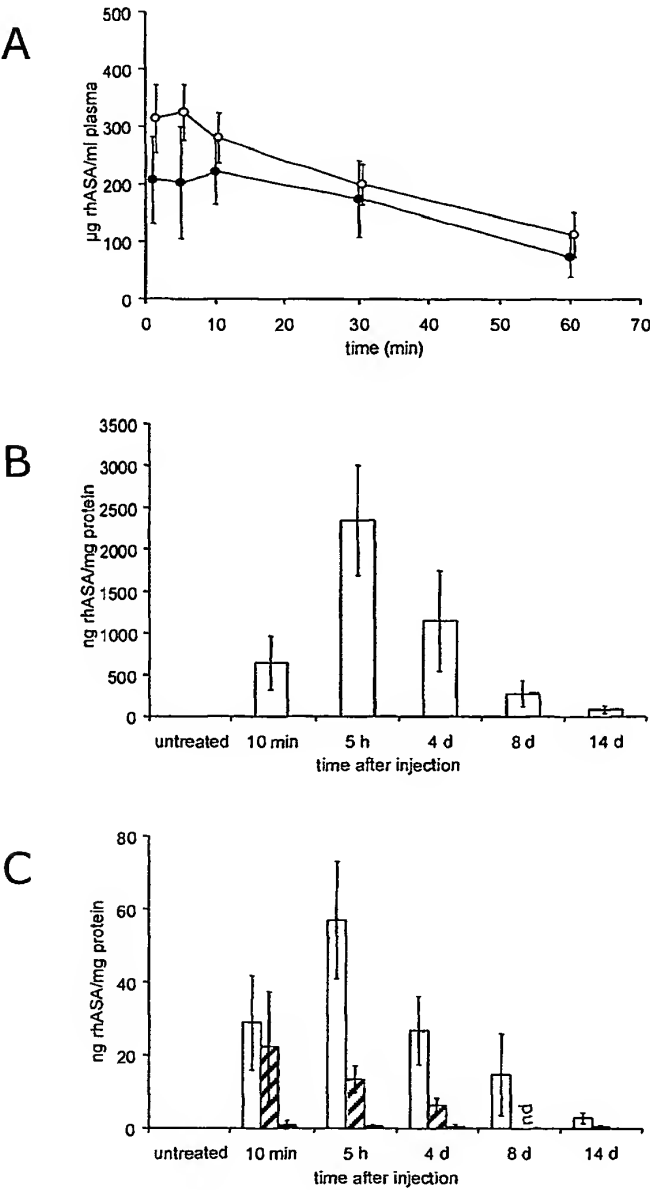 A
500
400
300
200
100
0
µg rhASA/ml plasma
0 10 20 30 40 50 60 70
time (min)
B
3500
3000
2500
2000
1500
1000
500
0
ng rhASA/mg protein
untreated 10 min 5 h 4 d 8 d 14 d
time after injection
C
80
60
40
20
0
ng rhASA/mg protein
nd
untreated 10 min 5 h 4 d 8 d 14 d
time after injection